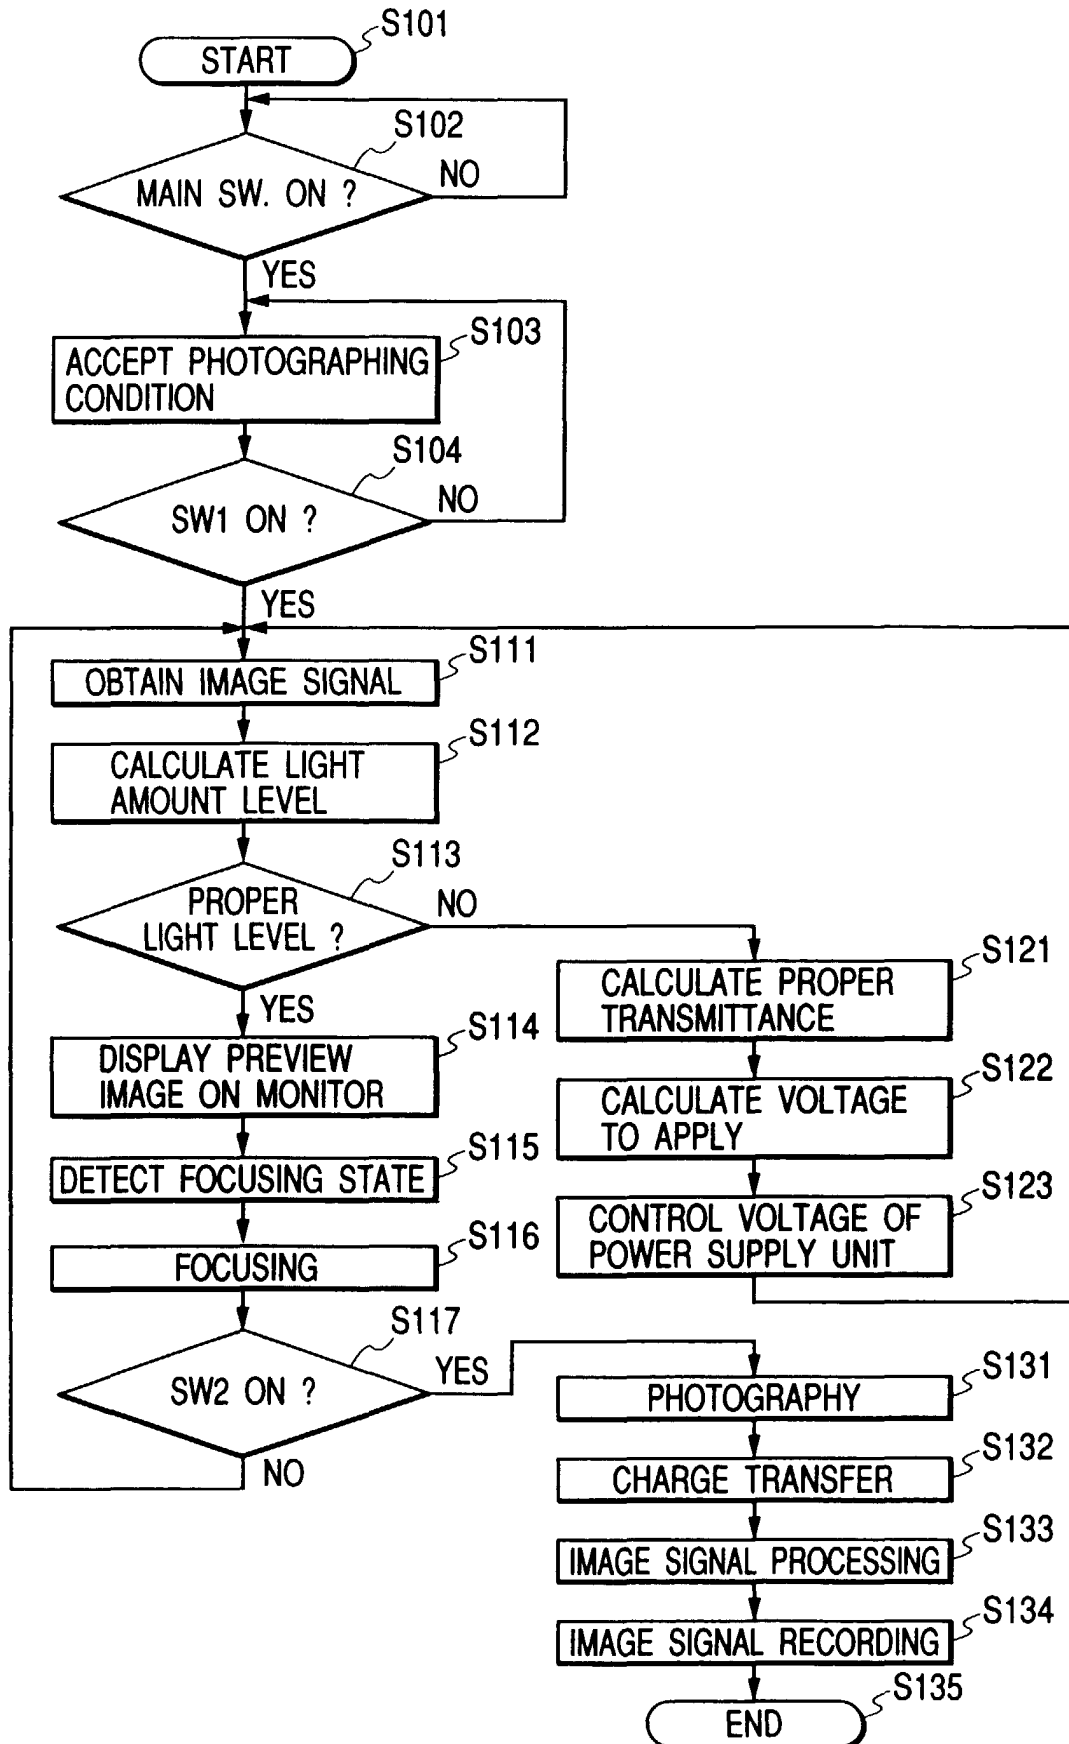 S101
START
S102
MAIN SW. ON ?
NO
YES
S103
ACCEPT PHOTOGRAPHING
CONDITION
S104
SW1 ON ?
NO
YES
S111
OBTAIN IMAGE SIGNAL
S112
CALCULATE LIGHT
AMOUNT LEVEL
S113
PROPER
LIGHT LEVEL ?
NO
YES
S114
DISPLAY PREVIEW
IMAGE ON MONITOR
S115
DETECT FOCUSING STATE
S116
FOCUSING
S117
SW2 ON ?
YES
NO
S121
CALCULATE PROPER
TRANSMITTANCE
S122
CALCULATE VOLTAGE
TO APPLY
S123
CONTROL VOLTAGE OF
POWER SUPPLY UNIT
S131
PHOTOGRAPHY
S132
CHARGE TRANSFER
S133
IMAGE SIGNAL PROCESSING
S134
IMAGE SIGNAL RECORDING
S135
END